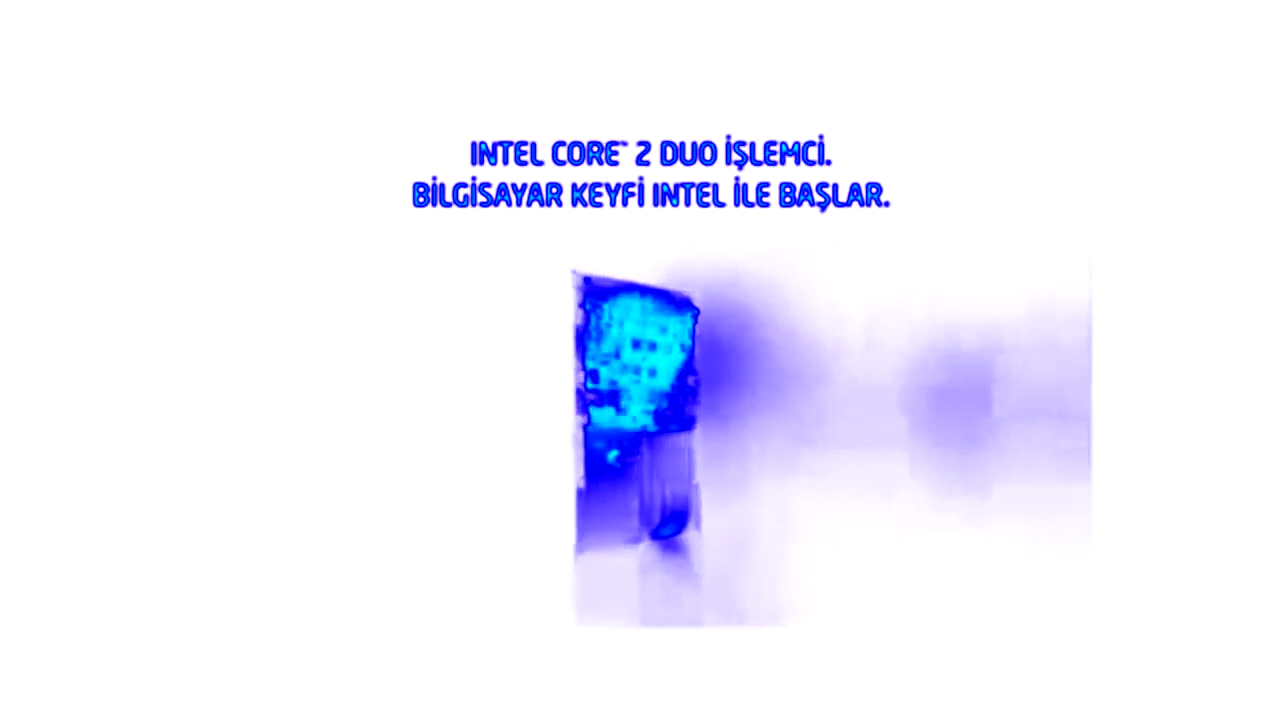 INTEL CORE™ 2 DUO İŞLEMCİ.
BİLGİSAYAR KEYFİ INTEL İLE BAŞLAR.